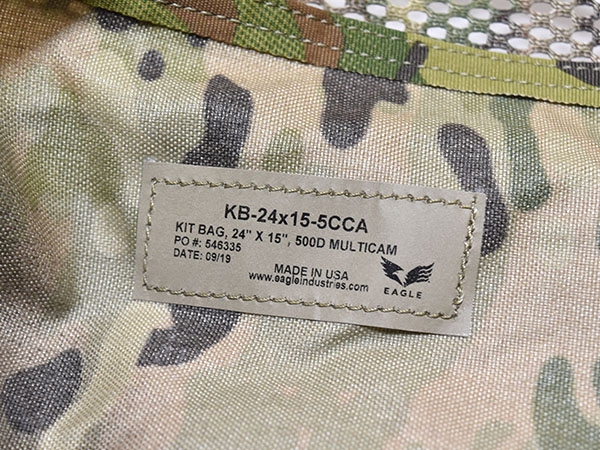 KB-24x15-5CCA
KIT BAG, 24" X 15", 500D MULTICAM
PO #: 546335
DATE: 09/19
MADE IN USA
www.eagleindustries.com
EAGLE